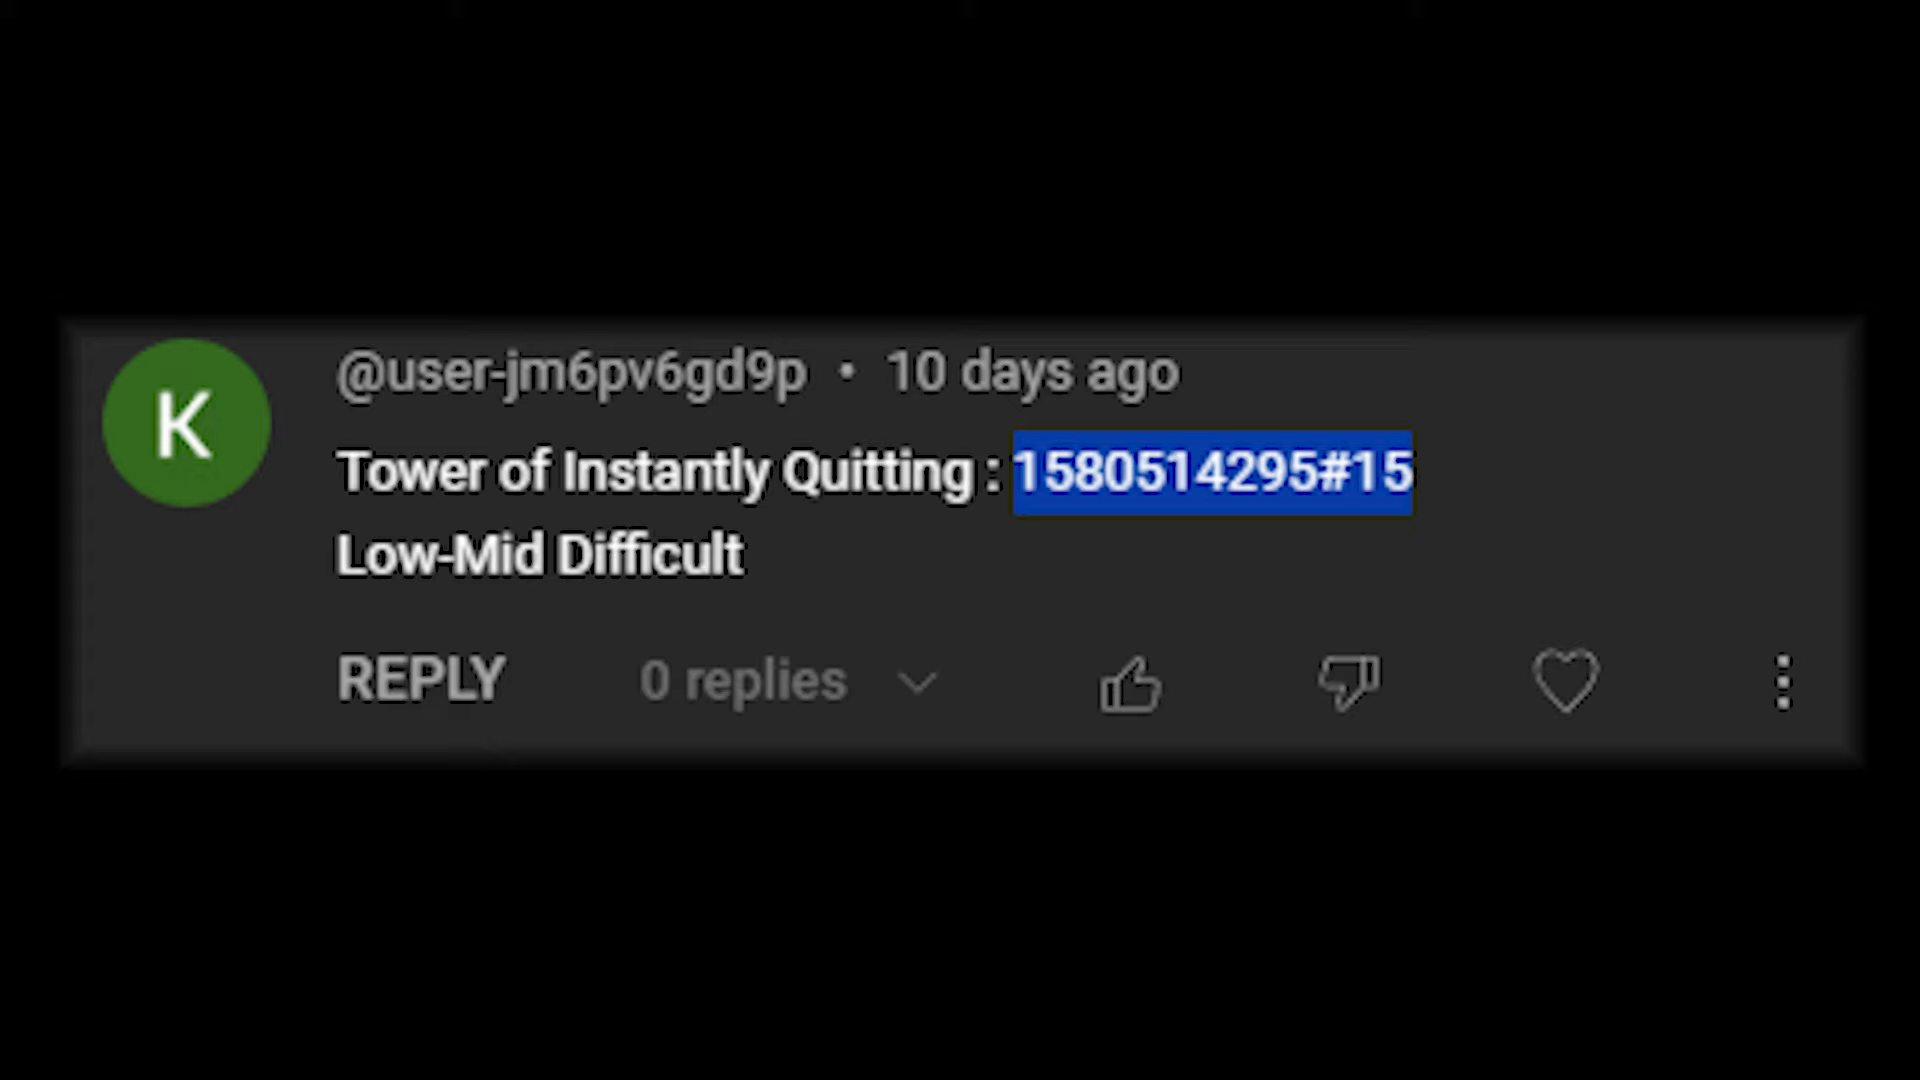 K
@user-jm6pv6gd9p • 10 days ago
Tower of Instantly Quitting : 1580514295#15
Low-Mid Difficult
REPLY 0 replies